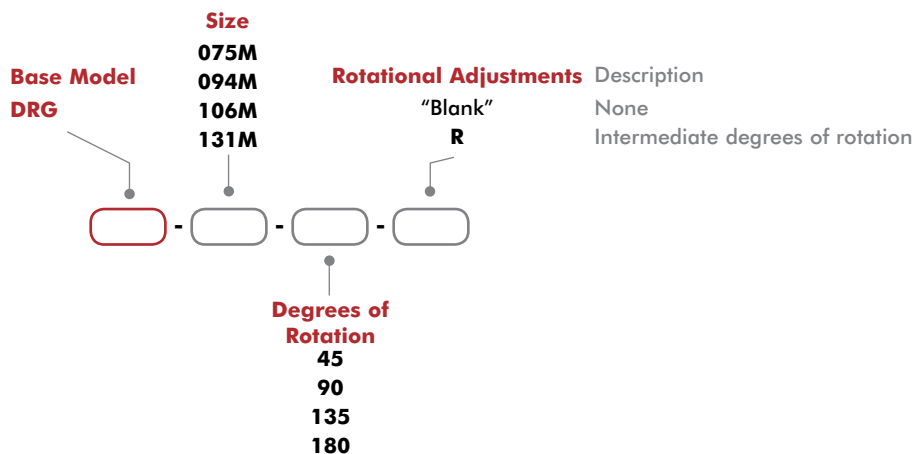 Size
075M
094M
106M
131M
Base Model
DRG
Rotational Adjustments Description
“Blank” None
R Intermediate degrees of rotation
- - -
Degrees of
Rotation
45
90
135
180